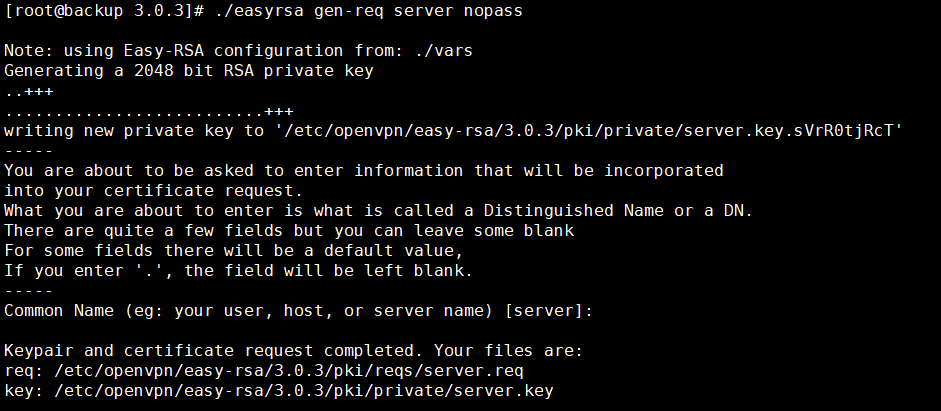 [root@backup 3.0.3]# ./easyrsa gen-req server nopass
Note: using Easy-RSA configuration from: ./vars
Generating a 2048 bit RSA private key
..+++
..........................+++
writing new private key to '/etc/openvpn/easy-rsa/3.0.3/pki/private/server.key.sVrR0tjRcT'
-----
You are about to be asked to enter information that will be incorporated
into your certificate request.
What you are about to enter is what is called a Distinguished Name or a DN.
There are quite a few fields but you can leave some blank
For some fields there will be a default value,
If you enter '.', the field will be left blank.
-----
Common Name (eg: your user, host, or server name) [server]:
Keypair and certificate request completed. Your files are:
req: /etc/openvpn/easy-rsa/3.0.3/pki/reqs/server.req
key: /etc/openvpn/easy-rsa/3.0.3/pki/private/server.key